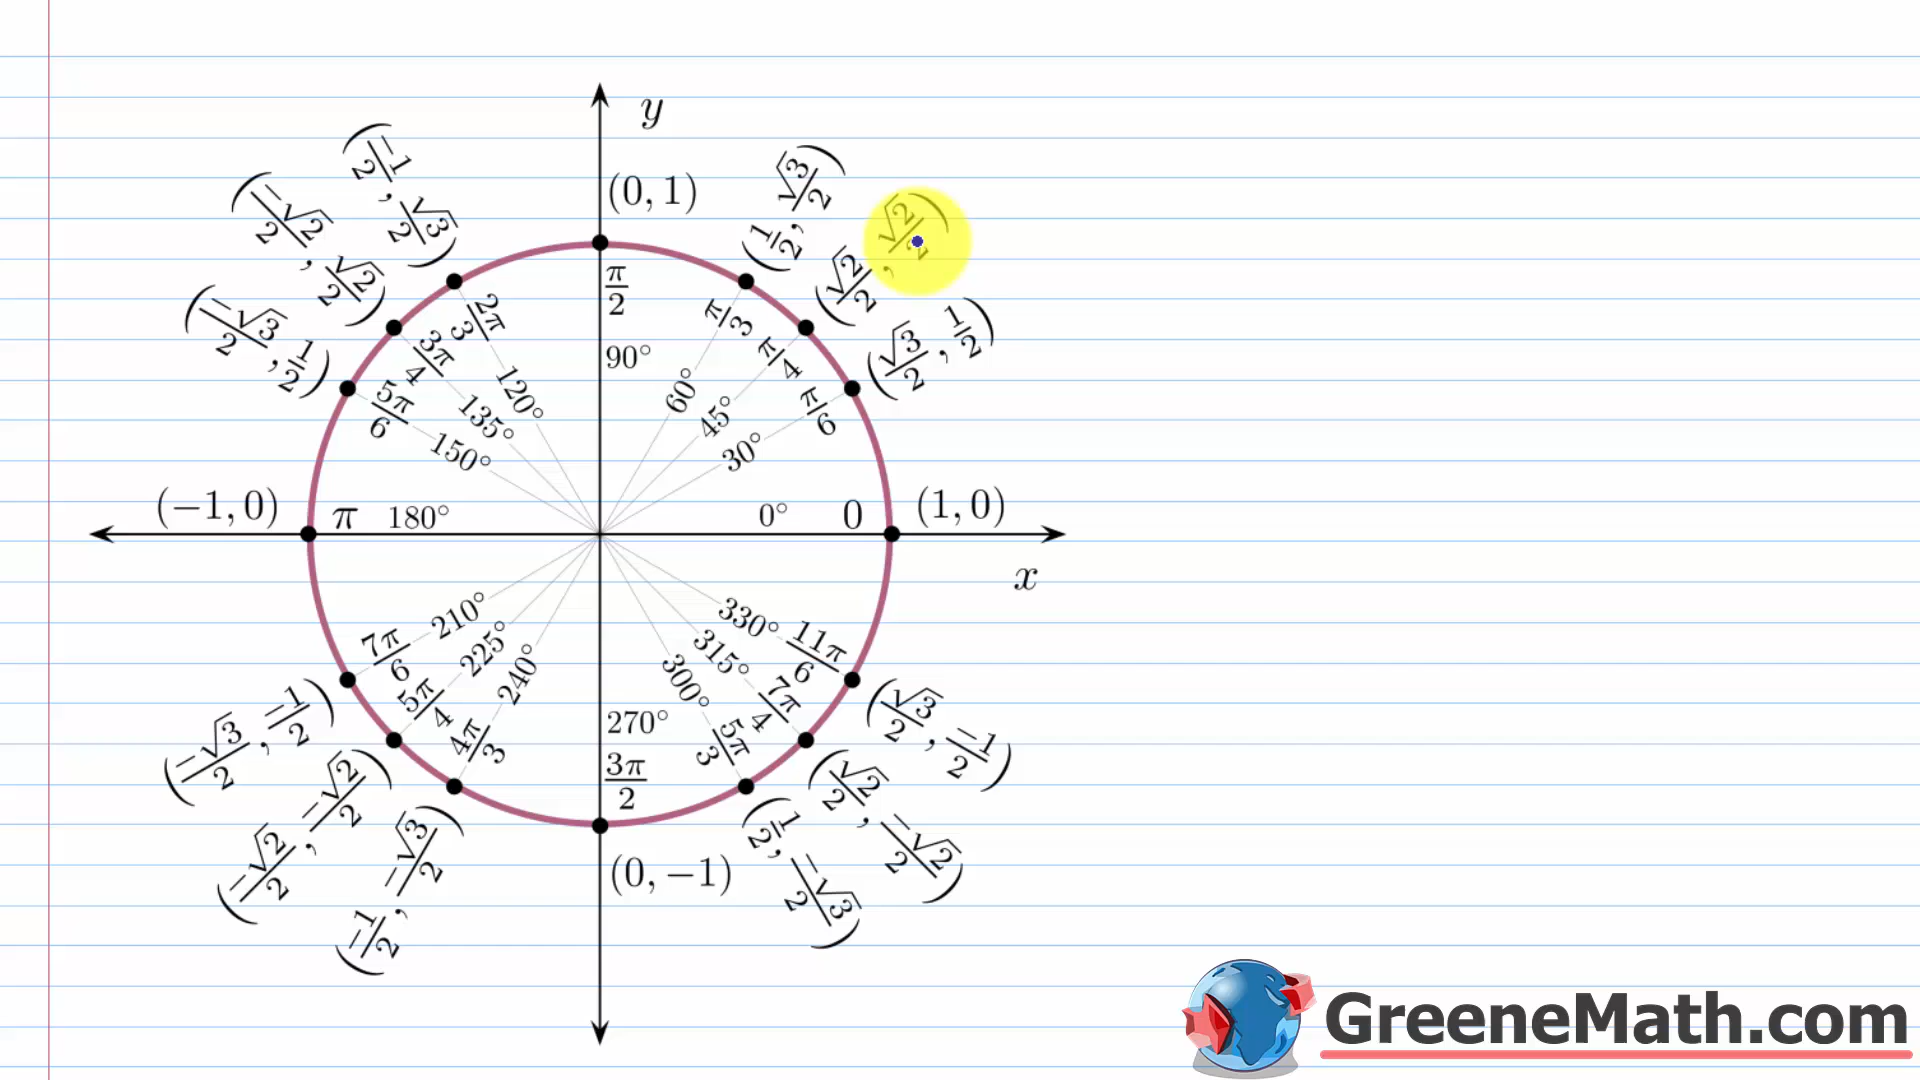 y
(0, 1)
(1/2, √3/2)
(√2/2, √2/2)
(√3/2, 1/2)
(−1/2, √3/2)
(−√2/2, √2/2)
(−√3/2, 1/2)
π/2
90°
π/3
60°
π/4
45°
π/6
30°
2π/3
120°
3π/4
135°
5π/6
150°
(−1, 0)
π 180°
0° 0
(1, 0)
x
7π/6
210°
5π/4
225°
4π/3
240°
270°
3π/2
300°
5π/3
315°
7π/4
330°
11π/6
(−√3/2, −1/2)
(−√2/2, −√2/2)
(−1/2, −√3/2)
(0, −1)
(1/2, −√3/2)
(√2/2, −√2/2)
(√3/2, −1/2)
GreeneMath.com